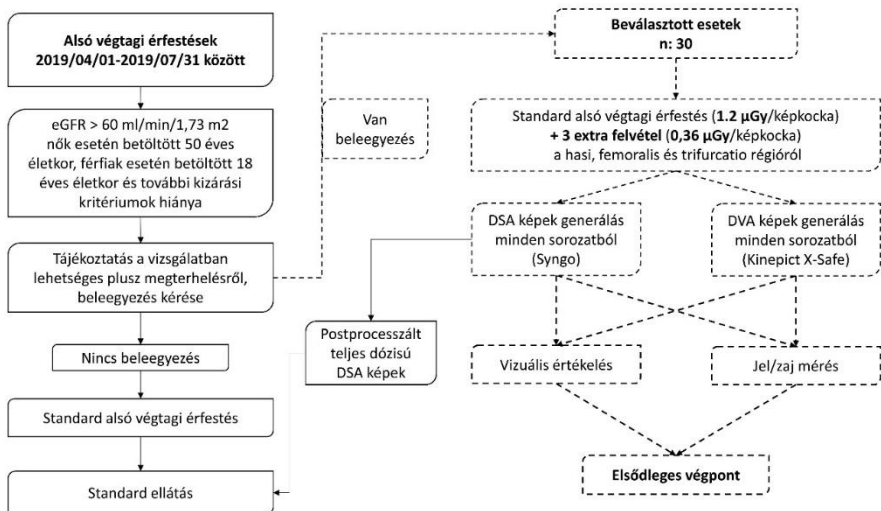 Alsó végtagi érfestések
2019/04/01-2019/07/31 között
eGFR > 60 ml/min/1,73 m2
nők esetén betöltött 50 éves
életkor, férfiak esetén betöltött 18
éves életkor és további kizárási
kritériumok hiánya
Tájékoztatás a vizsgálatban
lehetséges plusz megterhelésről,
beleegyezés kérése
Nincs beleegyezés
Standard alsó végtagi érfestés
Standard ellátás
Van
beleegyezés
Postprocesszált
teljes dózisú
DSA képek
Beválasztott esetek
n: 30
Standard alsó végtagi érfestés (1.2 µGy/képkocka)
+ 3 extra felvétel (0,36 µGy/képkocka)
a hasi, femoralis és trifurcatio régióról
DSA képek generálás
minden sorozatból
(Syngo)
DVA képek generálás
minden sorozatból
(Kinepict X-Safe)
Vizuális értékelés
Jel/zaj mérés
Elsődleges végpont